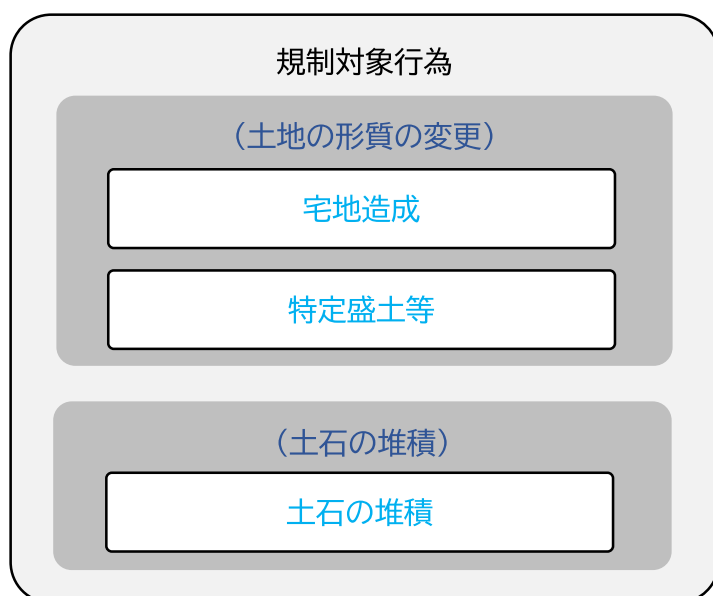 規制対象行為
（土地の形質の変更）
宅地造成
特定盛土等
（土石の堆積）
土石の堆積